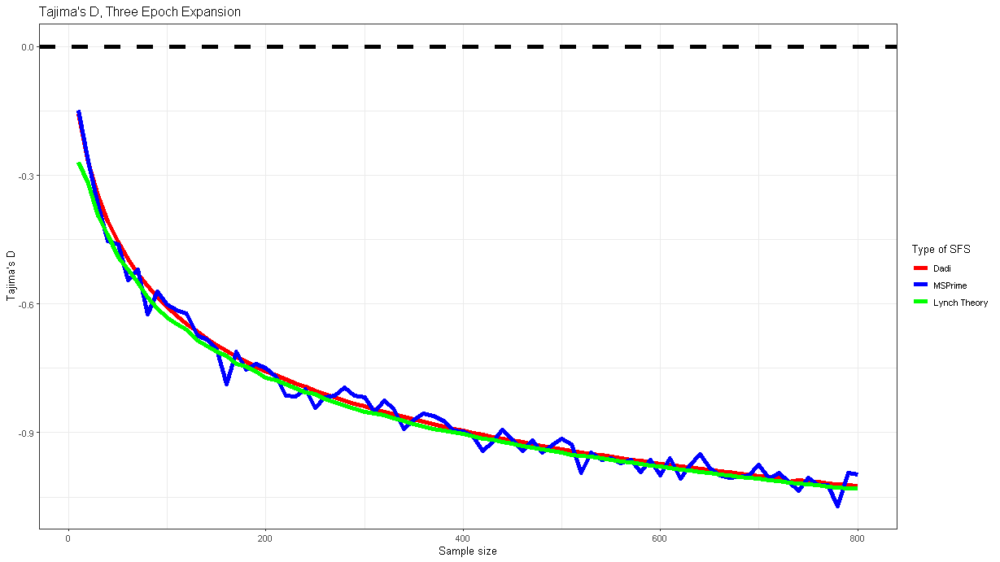 Tajima's D, Three Epoch Expansion
Tajima's D
0.0
-0.3
-0.6
-0.9
0
200
400
600
800
Sample size
Type of SFS
Dadi
MSPrime
Lynch Theory